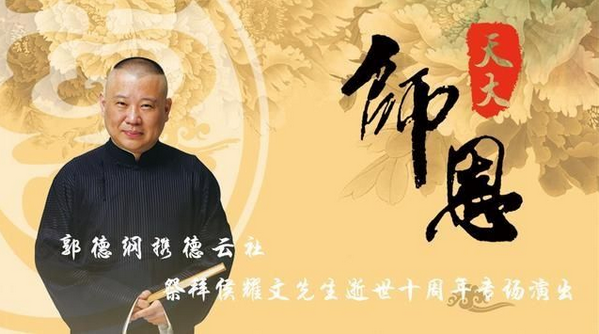 天大
師恩
郭德纲携德云社
祭拜侯耀文先生逝世十周年专场演出